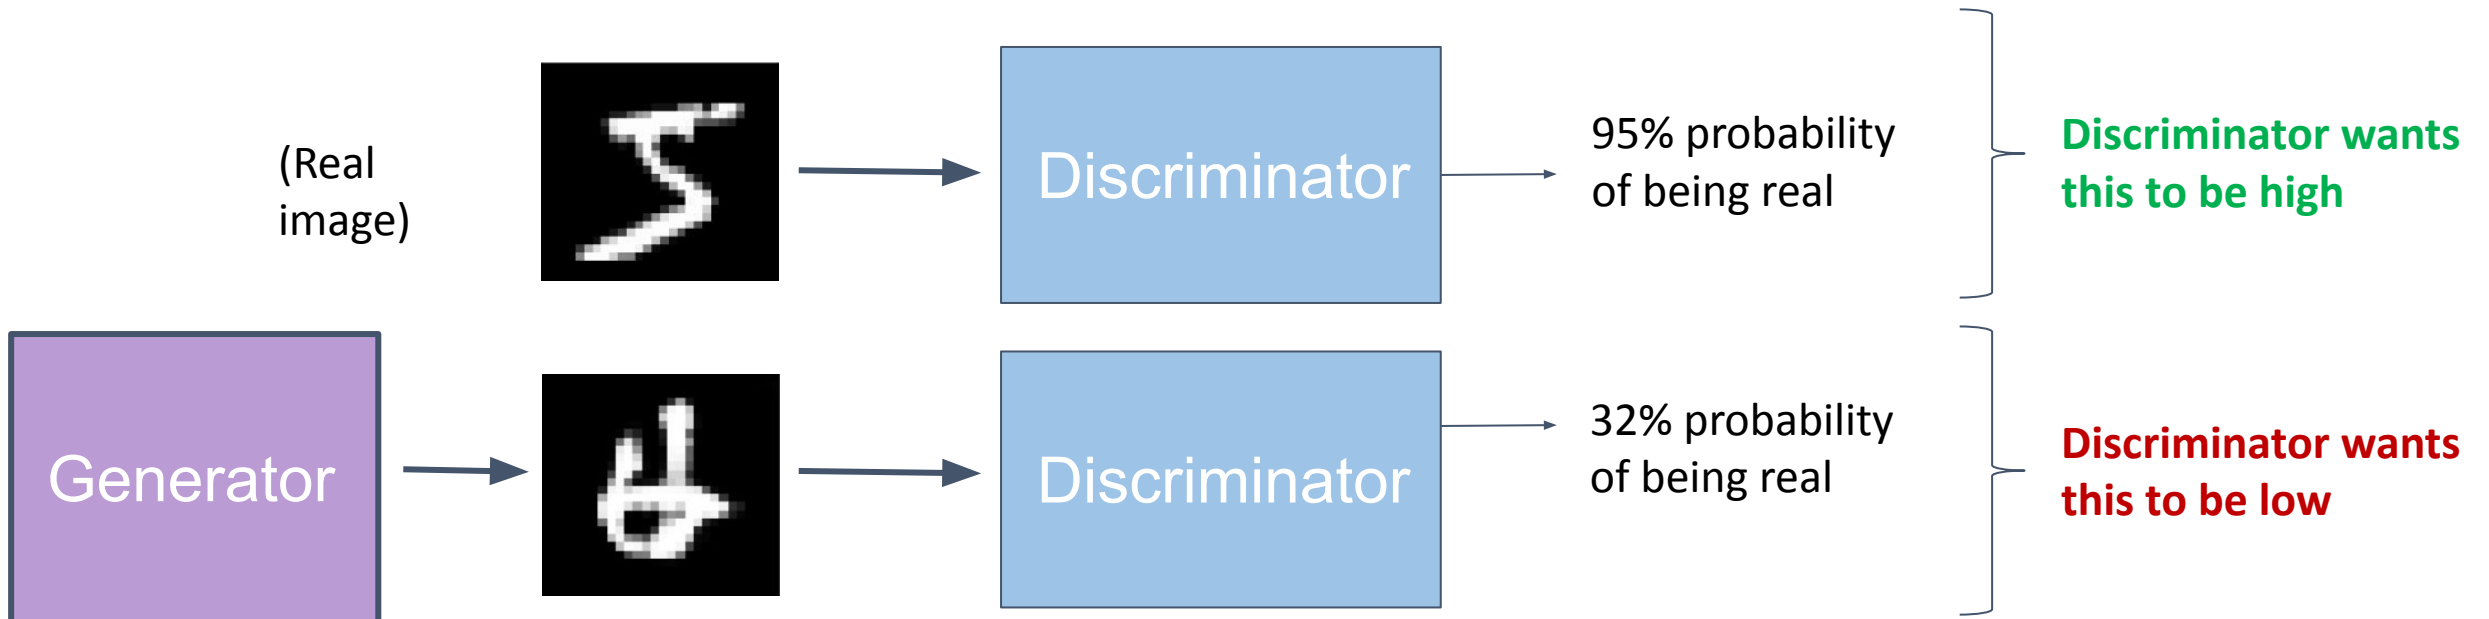 (Real
image)
Discriminator
95% probability
of being real
Discriminator wants
this to be high
Generator
Discriminator
32% probability
of being real
Discriminator wants
this to be low